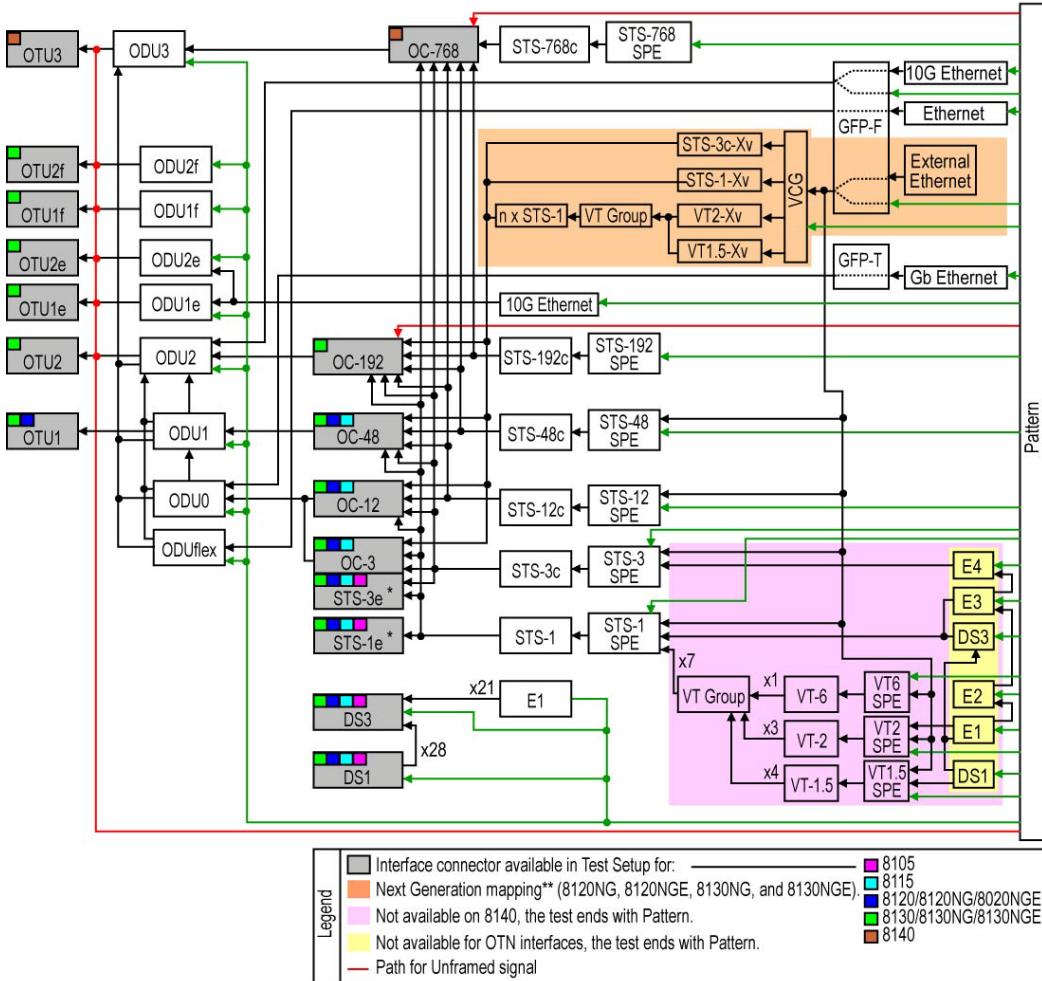 OTU3
ODU3
OC-768
STS-768c
STS-768
SPE
10G Ethernet
Ethernet
GFP-F
External
Ethernet
OTU2f
ODU2f
STS-3c-Xv
STS-1-Xv
VCG
OTU1f
ODU1f
n x STS-1
VT Group
VT2-Xv
VT1.5-Xv
OTU2e
ODU2e
GFP-T
Gb Ethernet
OTU1e
ODU1e
10G Ethernet
OTU2
ODU2
OC-192
STS-192c
STS-192
SPE
OTU1
ODU1
OC-48
STS-48c
STS-48
SPE
Pattern
ODU0
OC-12
STS-12c
STS-12
SPE
ODUflex
OC-3
STS-3e *
STS-3c
STS-3
SPE
E4
E3
STS-1e *
STS-1
STS-1
SPE
DS3
x7
VT Group
x1
VT-6
VT6
SPE
E2
DS3
x21
E1
x3
VT-2
VT2
SPE
E1
x28
DS1
x4
VT-1.5
VT1.5
SPE
DS1
Legend
Interface connector available in Test Setup for:
Next Generation mapping** (8120NG, 8120NGE, 8130NG, and 8130NGE).
Not available on 8140, the test ends with Pattern.
Not available for OTN interfaces, the test ends with Pattern.
Path for Unframed signal
8105
8115
8120/8120NG/8020NGE
8130/8130NG/8130NGE
8140